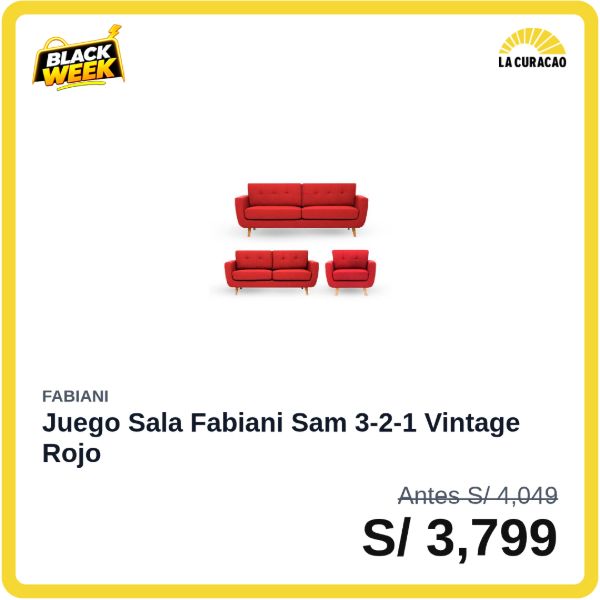 BLACK
WEEK
LA CURACAO
FABIANI
Juego Sala Fabiani Sam 3-2-1 Vintage
Rojo
Antes S/ 4,049
S/ 3,799